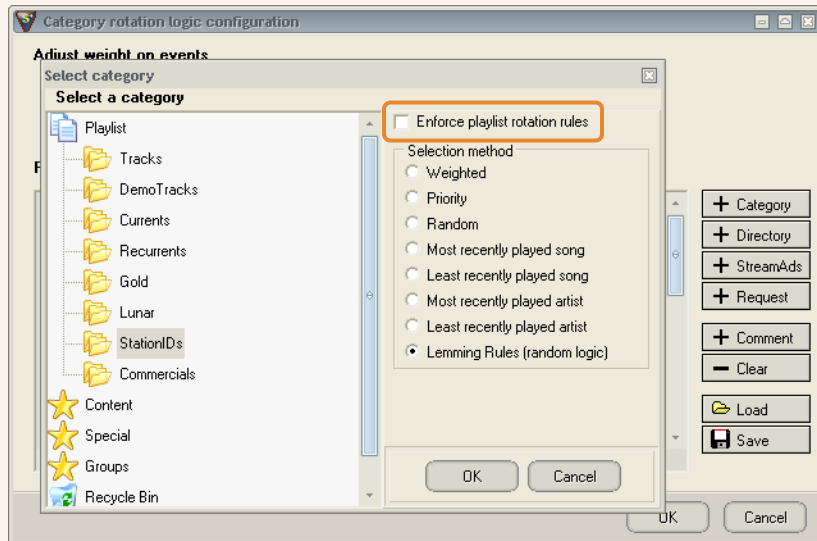 Category rotation logic configuration
Adjust weight on events
Select category
Select a category
Playlist
Tracks
DemoTracks
Currents
Recurrents
Gold
Lunar
StationIDs
Commercials
Content
Special
Groups
Recycle Bin
Enforce playlist rotation rules
Selection method
Weighted
Priority
Random
Most recently played song
Least recently played song
Most recently played artist
Least recently played artist
Lemming Rules (random logic)
OK
Cancel
+ Category
+ Directory
+ StreamAds
+ Request
+ Comment
− Clear
Load
Save
OK
Cancel